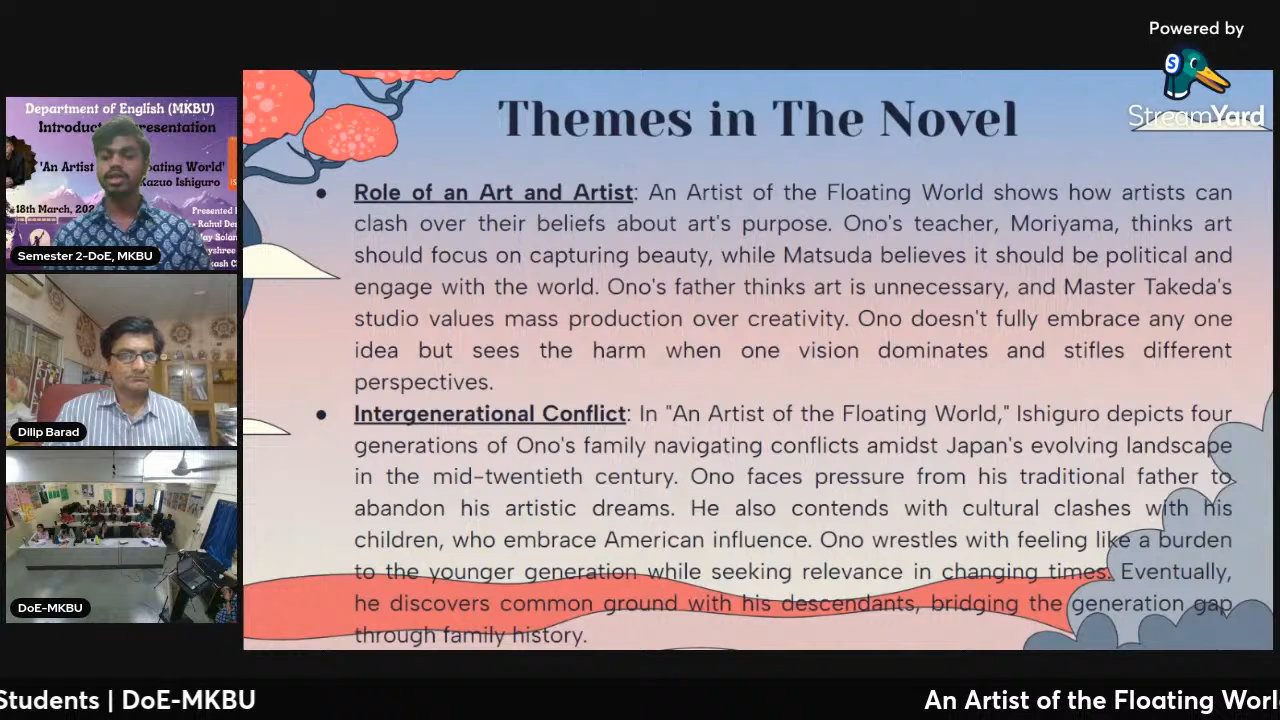 Powered by
StreamYard
Department of English (MKBU)
Presentation
'An Artist
Kazuo Ishiguro
18th March,
Presented
Semester 2-DoE, MKBU
Dilip Barad
DoE-MKBU
Themes in The Novel
• Role of an Art and Artist: An Artist of the Floating World shows how artists can
clash over their beliefs about art's purpose. Ono's teacher, Moriyama, thinks art
should focus on capturing beauty, while Matsuda believes it should be political and
engage with the world. Ono's father thinks art is unnecessary, and Master Takeda's
studio values mass production over creativity. Ono doesn't fully embrace any one
idea but sees the harm when one vision dominates and stifles different
perspectives.
• Intergenerational Conflict: In "An Artist of the Floating World," Ishiguro depicts four
generations of Ono's family navigating conflicts amidst Japan's evolving landscape
in the mid-twentieth century. Ono faces pressure from his traditional father to
abandon his artistic dreams. He also contends with cultural clashes with his
children, who embrace American influence. Ono wrestles with feeling like a burden
to the younger generation while seeking relevance in changing times. Eventually,
he discovers common ground with his descendants, bridging the generation gap
through family history.
Students | DoE-MKBU
An Artist of the Floating Worl